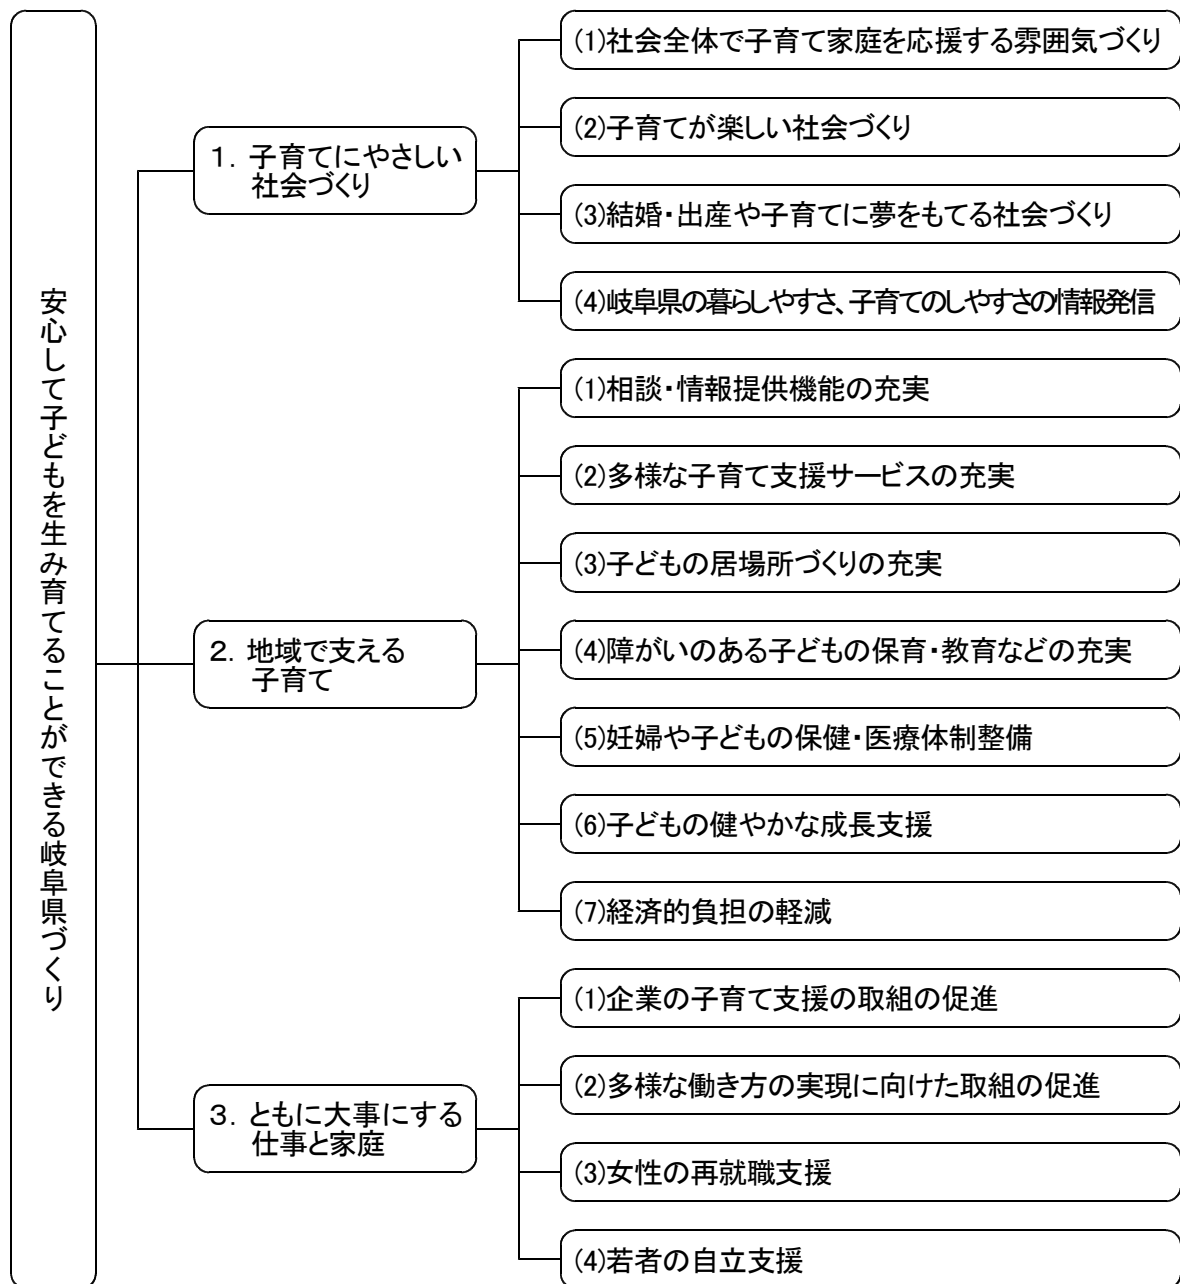 安心して子どもを生み育てることができる岐阜県づくり
1. 子育てにやさしい
社会づくり
(1)社会全体で子育て家庭を応援する雰囲気づくり
(2)子育てが楽しい社会づくり
(3)結婚・出産や子育てに夢をもてる社会づくり
(4)岐阜県の暮らしやすさ、子育てのしやすさの情報発信
2. 地域で支える
子育て
(1)相談・情報提供機能の充実
(2)多様な子育て支援サービスの充実
(3)子どもの居場所づくりの充実
(4)障がいのある子どもの保育・教育などの充実
(5)妊婦や子どもの保健・医療体制整備
(6)子どもの健やかな成長支援
(7)経済的負担の軽減
3. ともに大事にする
仕事と家庭
(1)企業の子育て支援の取組の促進
(2)多様な働き方の実現に向けた取組の促進
(3)女性の再就職支援
(4)若者の自立支援